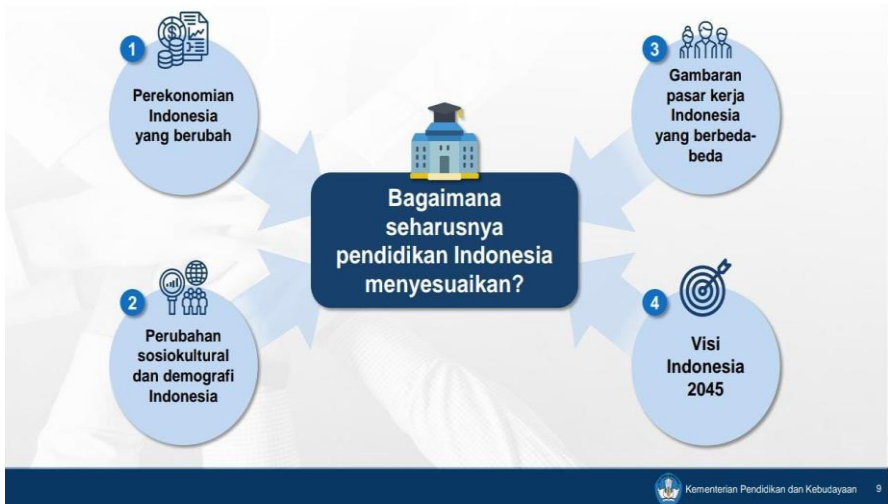 1
Perekonomian
Indonesia
yang berubah
2
Perubahan
sosiokultural
dan demografi
Indonesia
Bagaimana
seharusnya
pendidikan Indonesia
menyesuaikan?
3
Gambaran
pasar kerja
Indonesia
yang berbeda-
beda
4
Visi
Indonesia
2045
Kementerian Pendidikan dan Kebudayaan 9